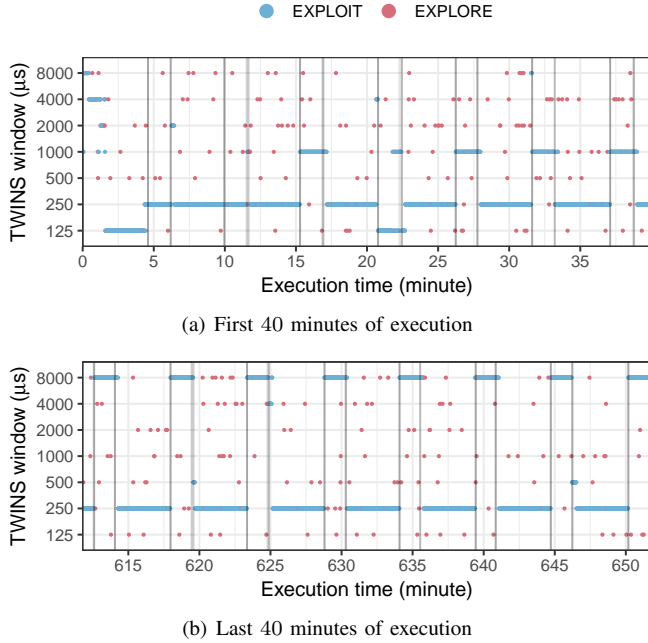 EXPLOIT EXPLORE
TWINS window (μs)
8000
4000
2000
1000
500
250
125
0 5 10 15 20 25 30 35
Execution time (minute)
(a) First 40 minutes of execution
TWINS window (μs)
8000
4000
2000
1000
500
250
125
615 620 625 630 635 640 645 650
Execution time (minute)
(b) Last 40 minutes of execution